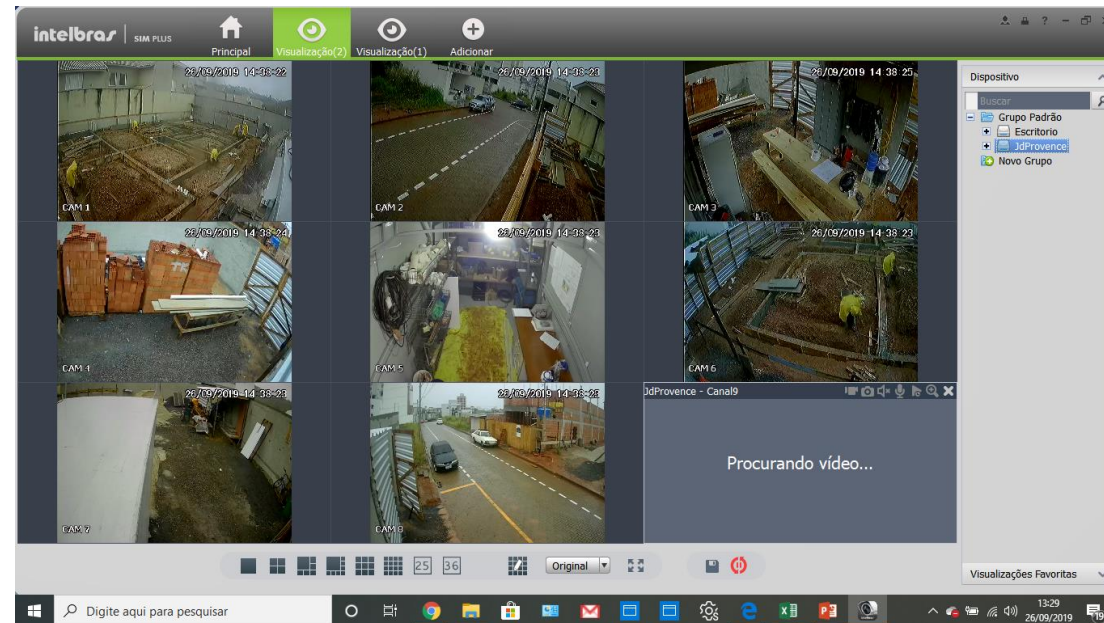 intelbras | SIM PLUS
Principal
Visualização(2)
Visualização(1)
Adicionar
26/09/2019 14:38:22
CAM 1
26/09/2019 14:38:23
CAM 2
26/09/2019 14:38:25
CAM 3
26/09/2019 14:38:24
CAM 4
26/09/2019 14:38:23
CAM 5
26/09/2019 14:38:23
CAM 6
26/09/2019 14:38:23
CAM 7
26/09/2019 14:38:23
CAM 8
JdProvence - Canal9
Procurando vídeo...
Dispositivo
Buscar
Grupo Padrão
Escritorio
JdProvence
Novo Grupo
25
36
Original
Visualizações Favoritas
Digite aqui para pesquisar
13:29
26/09/2019
19